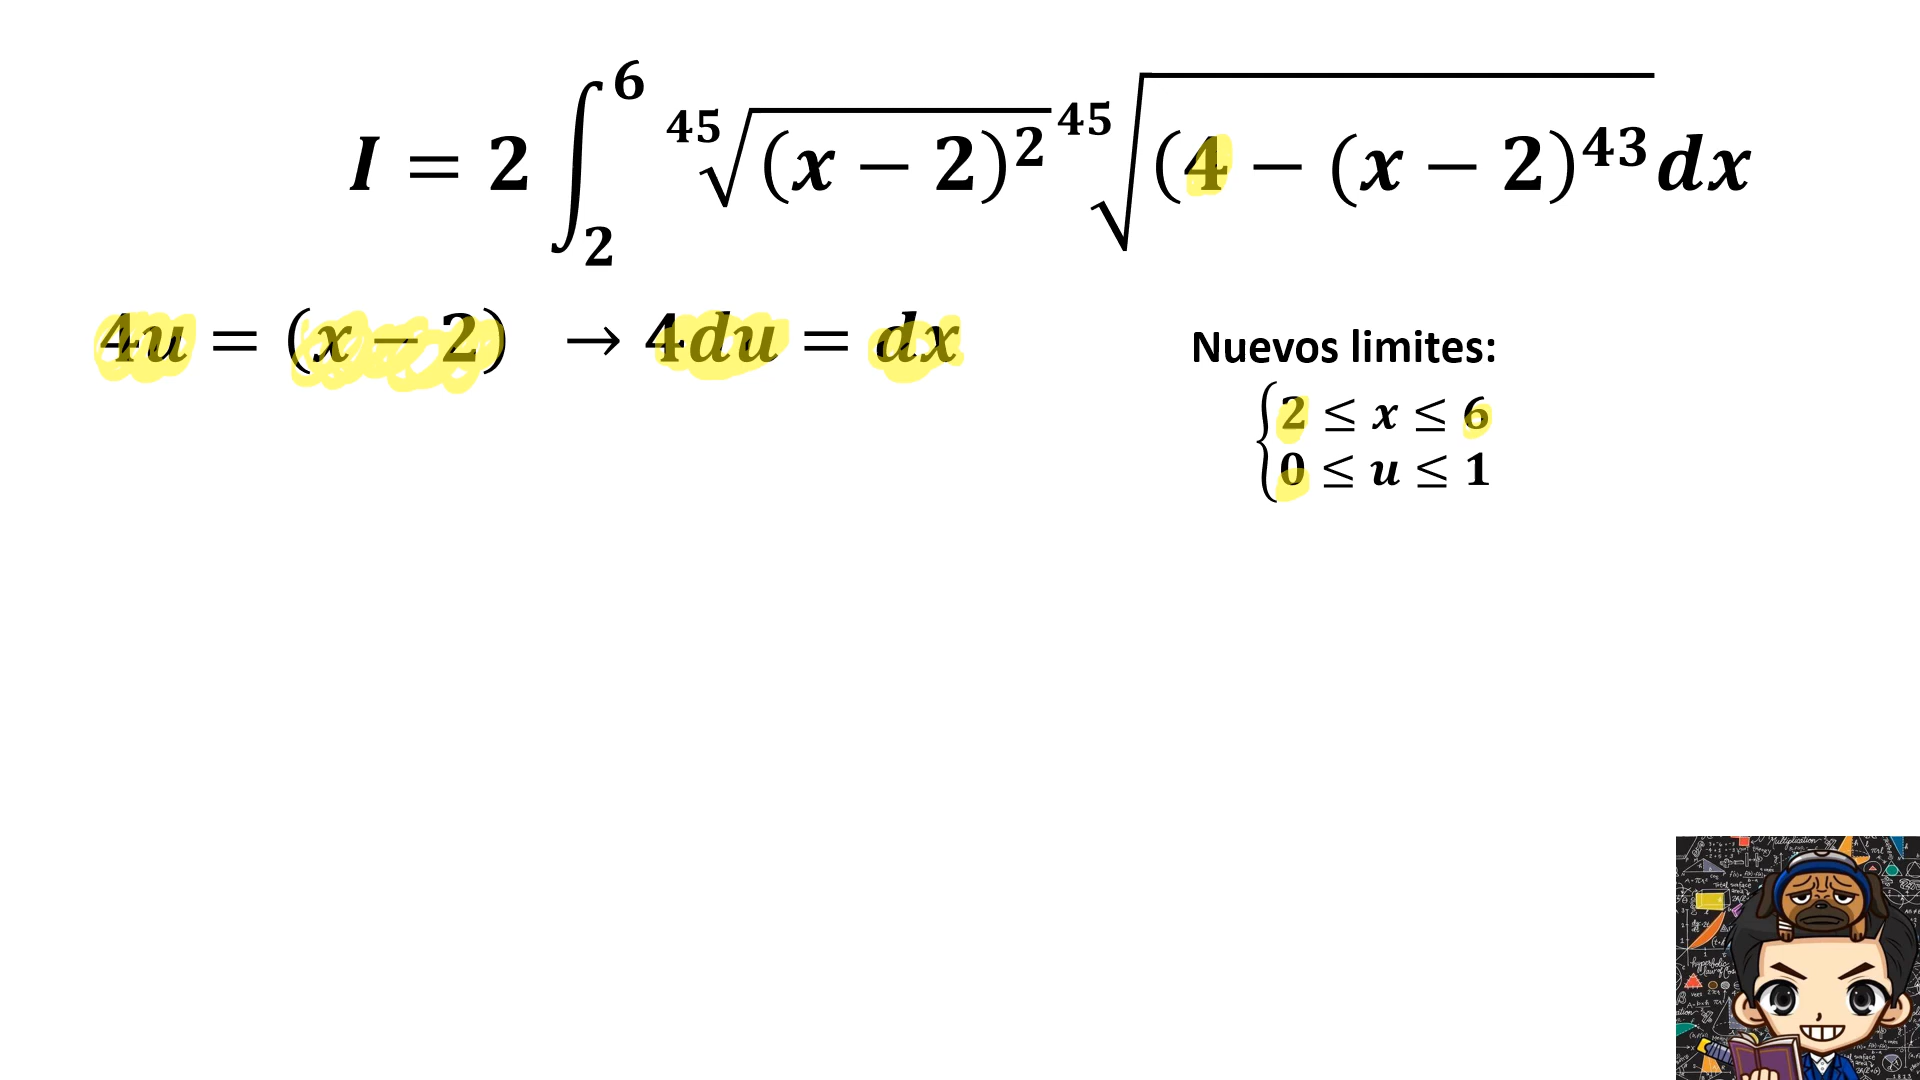 I = 2 ∫₂⁶ ⁴⁵√(x − 2)² ⁴⁵√(4 − (x − 2)⁴³ dx
4u = (x − 2) → 4du = dx
Nuevos limites:
2 ≤ x ≤ 6
0 ≤ u ≤ 1
Multiplication